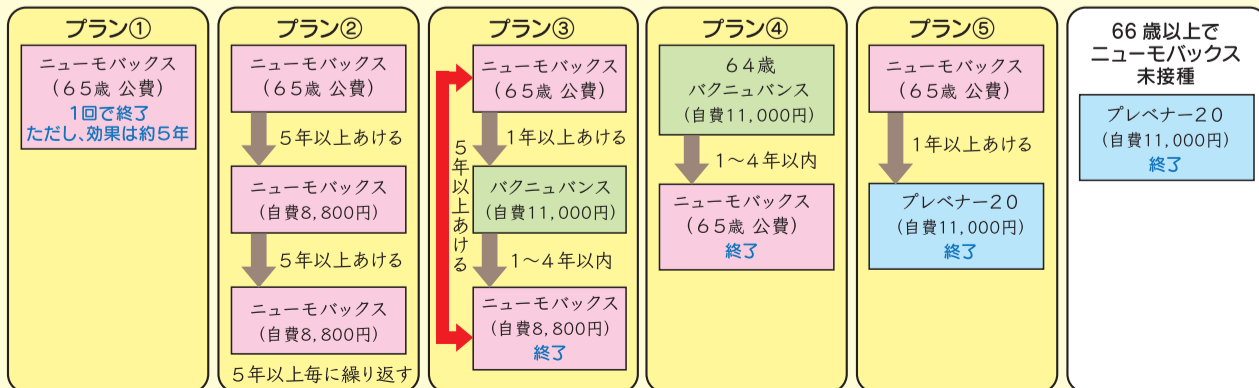 プラン①
ニューモバックス
(65歳 公費)
1回で終了
ただし、効果は約5年
プラン②
ニューモバックス
(65歳 公費)
5年以上あける
ニューモバックス
(自費8,800円)
5年以上あける
ニューモバックス
(自費8,800円)
5年以上毎に繰り返す
プラン③
ニューモバックス
(65歳 公費)
1年以上あける
バクニュバンス
(自費11,000円)
1~4年以内
ニューモバックス
(自費8,800円)
終了
5年以上あける
プラン④
64歳
バクニュバンス
(自費11,000円)
1~4年以内
ニューモバックス
(65歳 公費)
終了
プラン⑤
ニューモバックス
(65歳 公費)
1年以上あける
プレベナー20
(自費11,000円)
終了
66歳以上で
ニューモバックス
未接種
プレベナー20
(自費11,000円)
終了